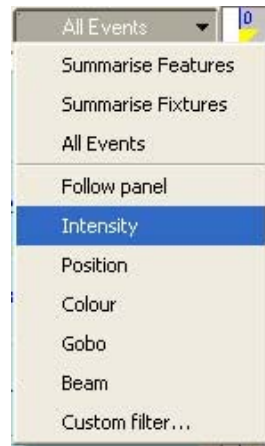 All Events
0
Summarise Features
Summarise Fixtures
All Events
Follow panel
Intensity
Position
Colour
Gobo
Beam
Custom filter...